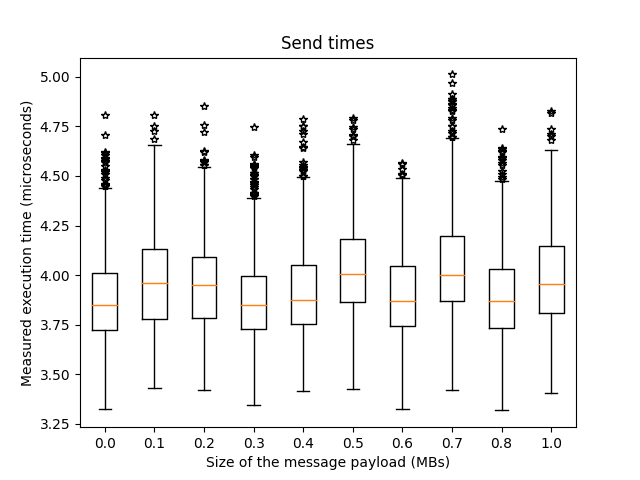 Send times
Measured execution time (microseconds)
5.00
4.75
4.50
4.25
4.00
3.75
3.50
3.25
0.0 0.1 0.2 0.3 0.4 0.5 0.6 0.7 0.8 1.0
Size of the message payload (MBs)